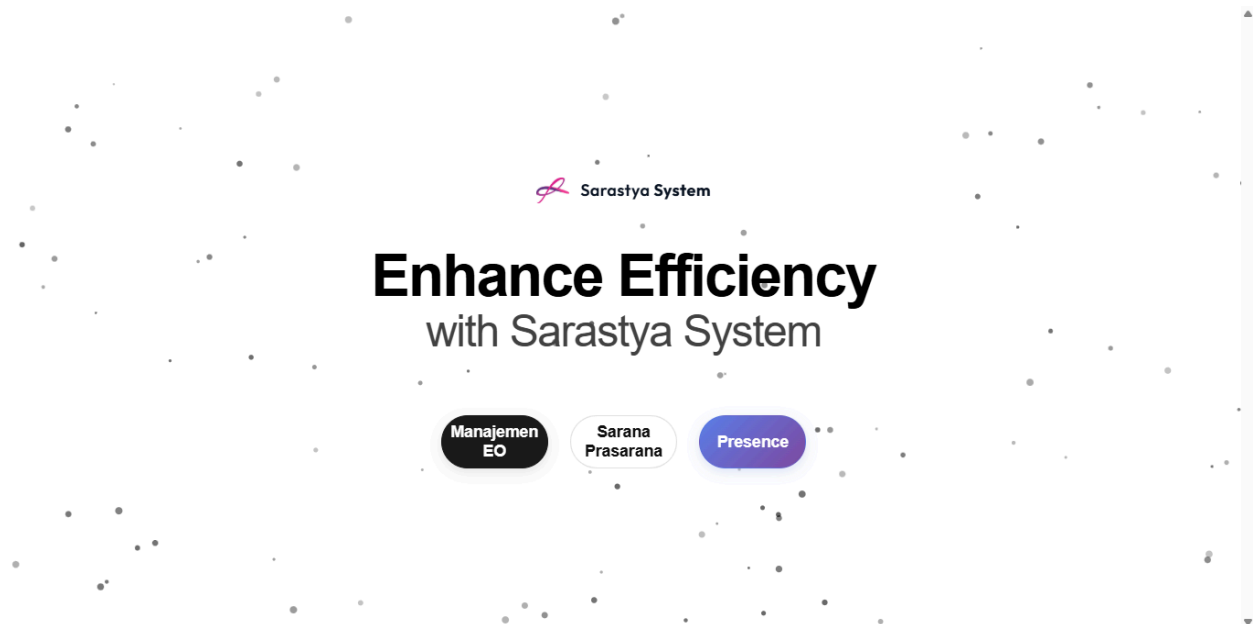 Sarastya System
Enhance Efficiency
with Sarastya System
Manajemen
EO
Sarana
Prasarana
Presence